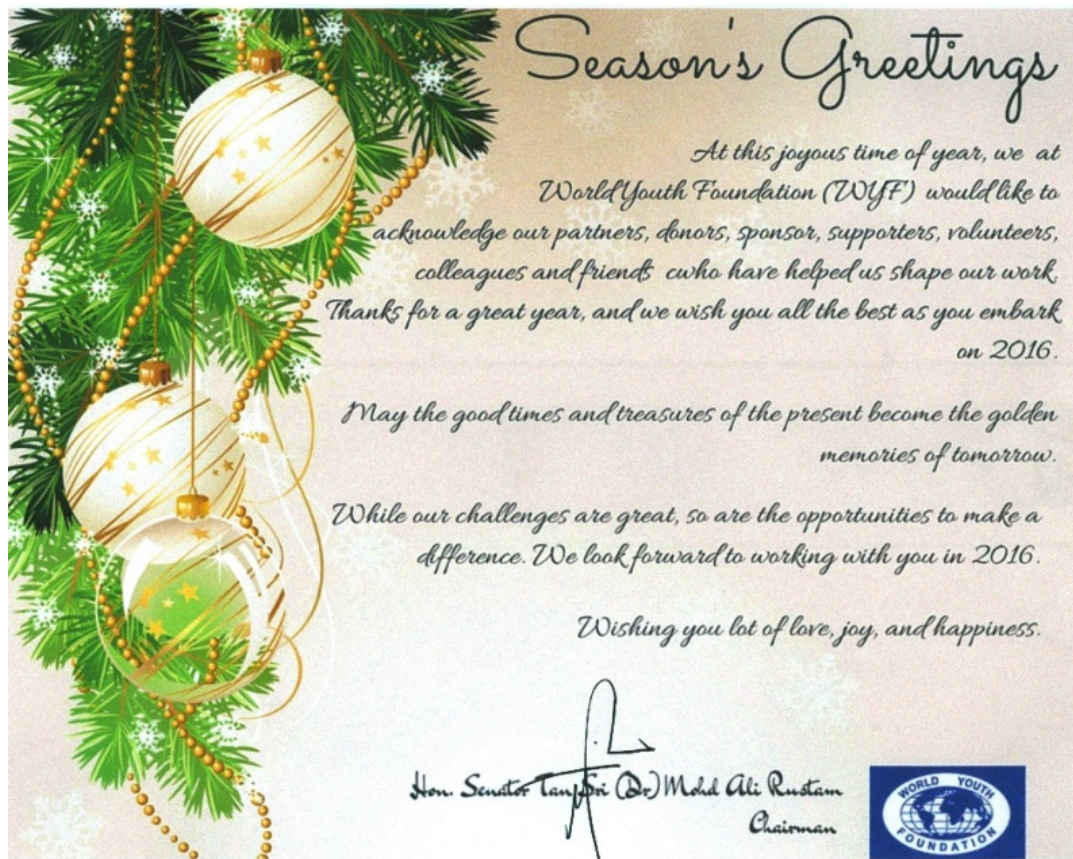 Season's Greetings
At this joyous time of year, we at
World Youth Foundation (WYF) would like to
acknowledge our partners, donors, sponsor, supporters, volunteers,
colleagues and friends who have helped us shape our work.
Thanks for a great year, and we wish you all the best as you embark
on 2016.
May the good times and treasures of the present become the golden
memories of tomorrow.
While our challenges are great, so are the opportunities to make a
difference. We look forward to working with you in 2016.
Wishing you lot of love, joy, and happiness.
Hon. Senator Tan Sri (Dr) Mohd Ali Rustam
Chairman
WORLD YOUTH
FOUNDATION